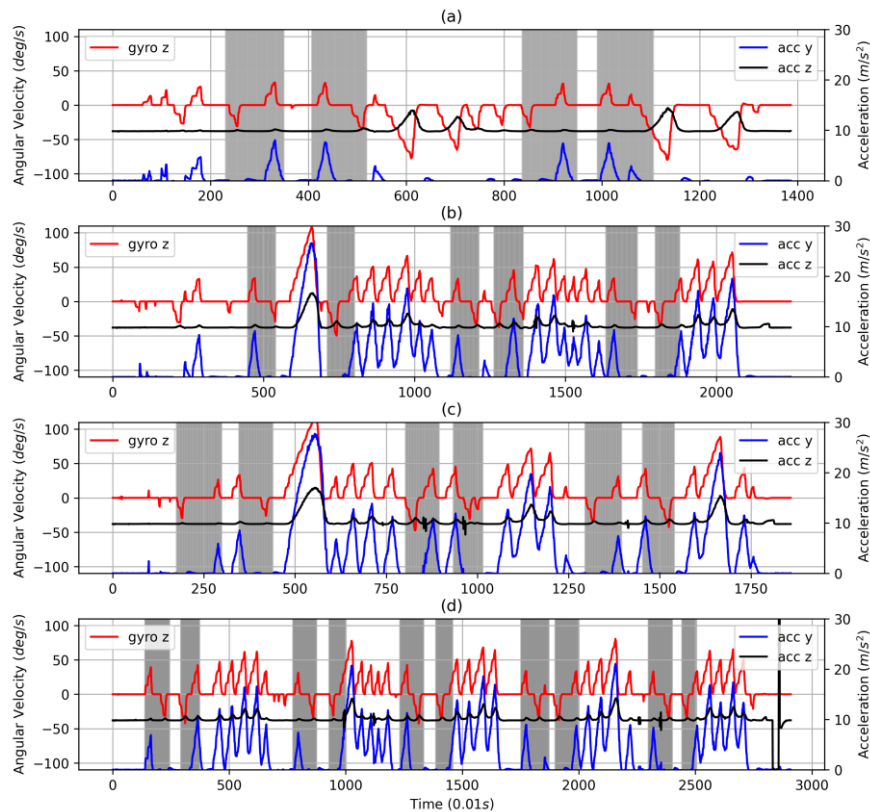 (a)
Angular Velocity (deg/s)
100
50
0
−50
−100
gyro z
acc y
acc z
30
20
10
0
Acceleration (m/s²)
0 200 400 600 800 1000 1200 1400
(b)
Angular Velocity (deg/s)
100
50
0
−50
−100
gyro z
acc y
acc z
30
20
10
0
Acceleration (m/s²)
0 500 1000 1500 2000
(c)
Angular Velocity (deg/s)
100
50
0
−50
−100
gyro z
acc y
acc z
30
20
10
0
Acceleration (m/s²)
0 250 500 750 1000 1250 1500 1750
(d)
Angular Velocity (deg/s)
100
50
0
−50
−100
gyro z
acc y
acc z
30
20
10
0
Acceleration (m/s²)
0 500 1000 1500 2000 2500 3000
Time (0.01s)